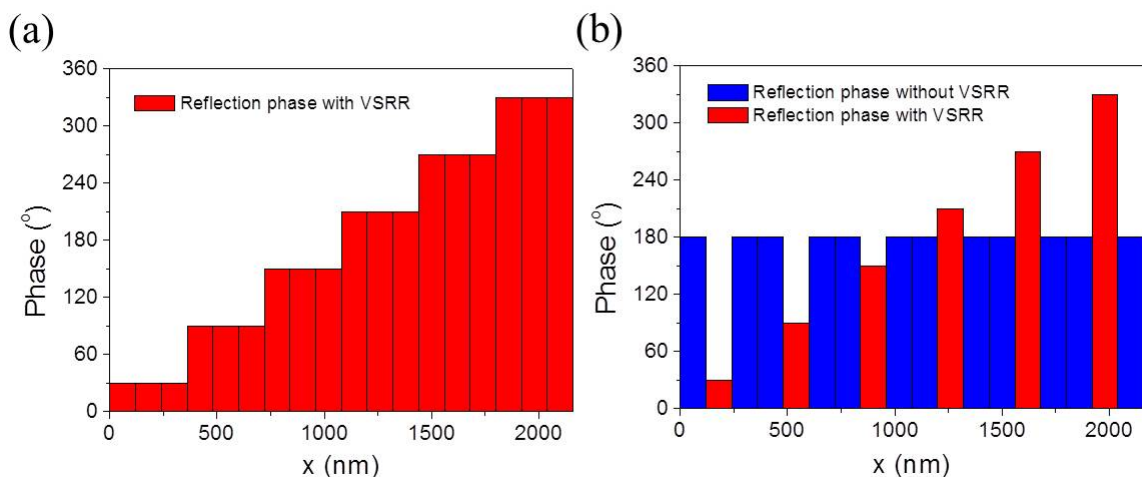 (a)
360
300
240
180
120
60
0
Phase (°)
Reflection phase with VSRR
0 500 1000 1500 2000
x (nm)
(b)
360
300
240
180
120
60
0
Phase (°)
Reflection phase without VSRR
Reflection phase with VSRR
0 500 1000 1500 2000
x (nm)